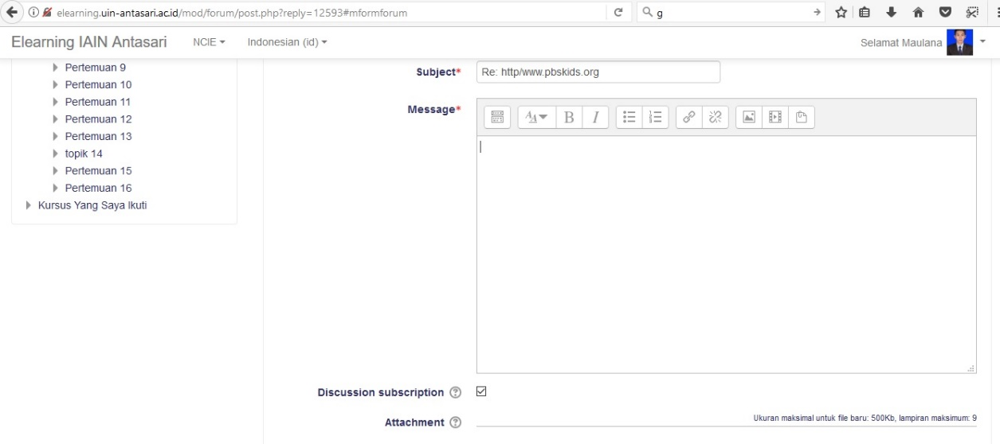 elearning.uin-antasari.ac.id/mod/forum/post.php?reply=12593#mformforum
g
Elearning IAIN Antasari NCIE Indonesian (id) Selamat Maulana
Pertemuan 9
Pertemuan 10
Pertemuan 11
Pertemuan 12
Pertemuan 13
topik 14
Pertemuan 15
Pertemuan 16
Kursus Yang Saya Ikuti
Subject* Re: http/www.pbskids.org
Message*
Discussion subscription
Attachment
Ukuran maksimal untuk file baru: 500Kb, lampiran maksimum: 9